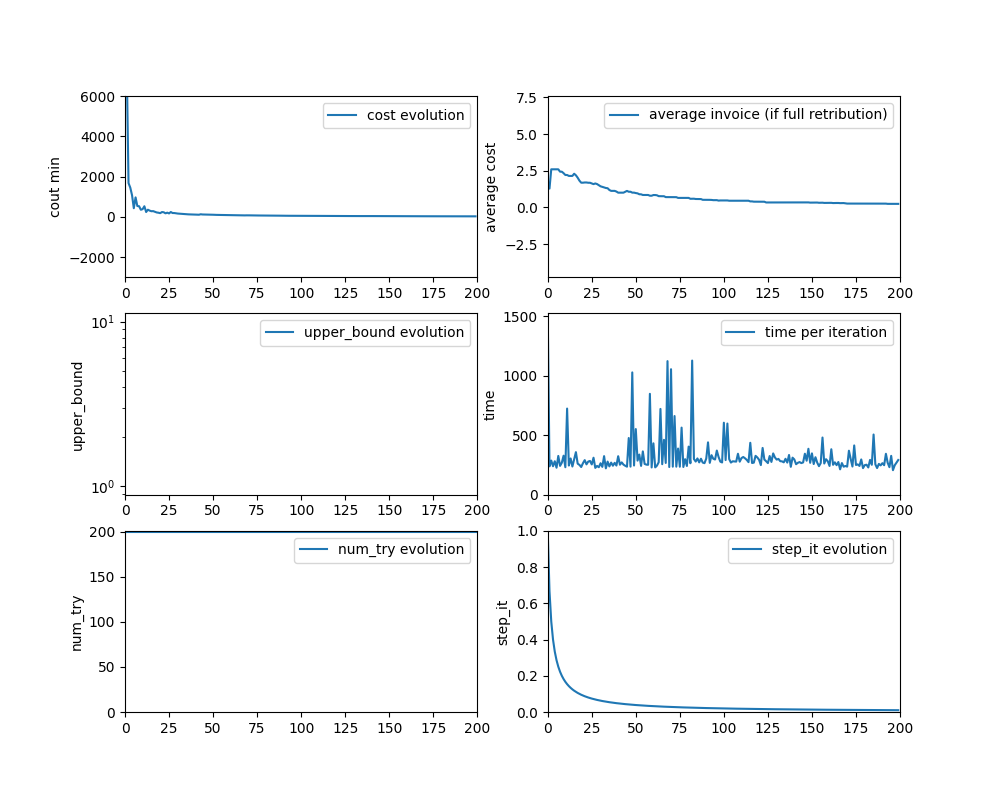 cost evolution
cout min
6000
4000
2000
0
−2000
0 25 50 75 100 125 150 175 200
average invoice (if full retribution)
average cost
7.5
5.0
2.5
0.0
−2.5
0 25 50 75 100 125 150 175 200
upper_bound evolution
upper_bound
10¹
10⁰
0 25 50 75 100 125 150 175 200
time per iteration
time
1500
1000
500
0
0 25 50 75 100 125 150 175 200
num_try evolution
num_try
200
150
100
50
0
0 25 50 75 100 125 150 175 200
step_it evolution
step_it
1.0
0.8
0.6
0.4
0.2
0.0
0 25 50 75 100 125 150 175 200